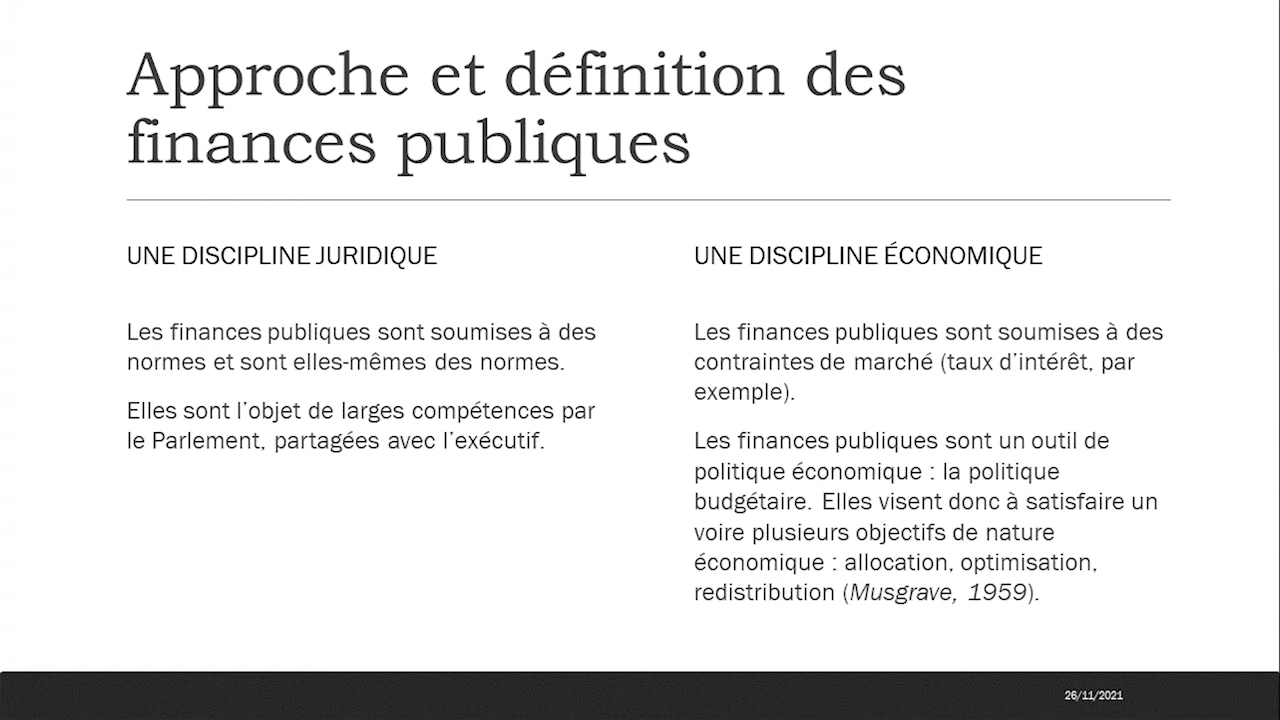 Approche et définition des
finances publiques
UNE DISCIPLINE JURIDIQUE
Les finances publiques sont soumises à des
normes et sont elles-mêmes des normes.
Elles sont l’objet de larges compétences par
le Parlement, partagées avec l’exécutif.
UNE DISCIPLINE ÉCONOMIQUE
Les finances publiques sont soumises à des
contraintes de marché (taux d’intérêt, par
exemple).
Les finances publiques sont un outil de
politique économique : la politique
budgétaire. Elles visent donc à satisfaire un
voire plusieurs objectifs de nature
économique : allocation, optimisation,
redistribution (Musgrave, 1959).
26/11/2021